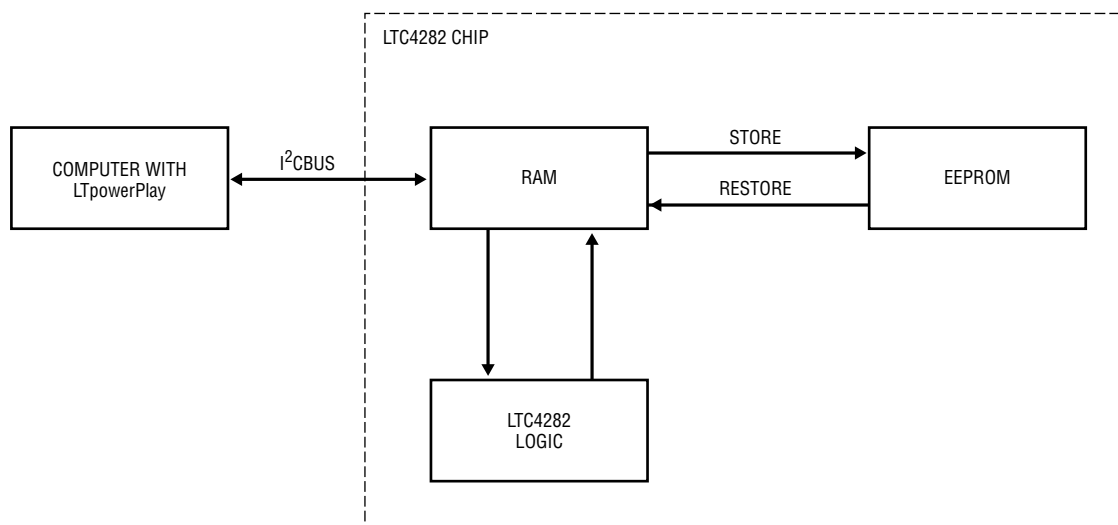 LTC4282 CHIP
COMPUTER WITH
LTpowerPlay
I²CBUS
RAM
STORE
RESTORE
EEPROM
LTC4282
LOGIC